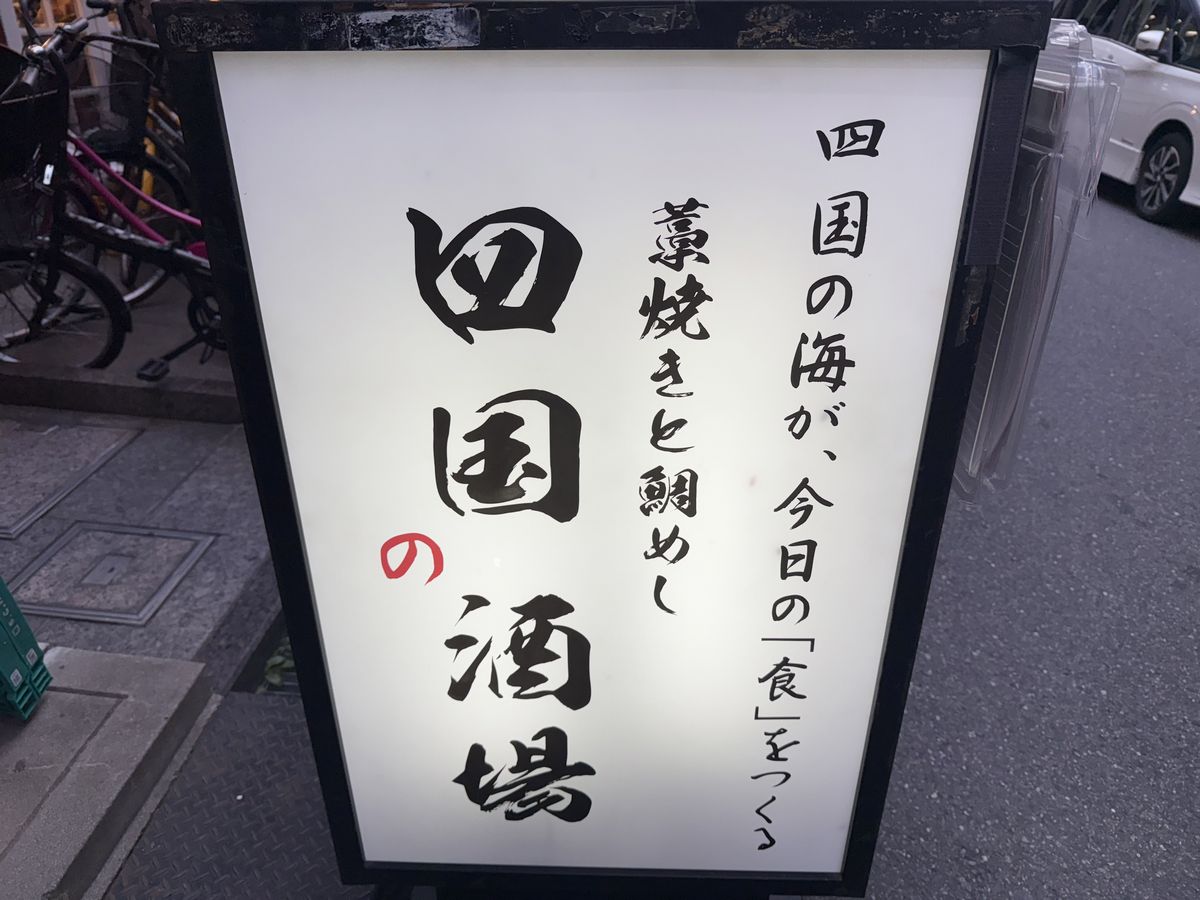 四国の海が、今日の「食」をつくる
藁焼きと鯛めし
四国の酒場